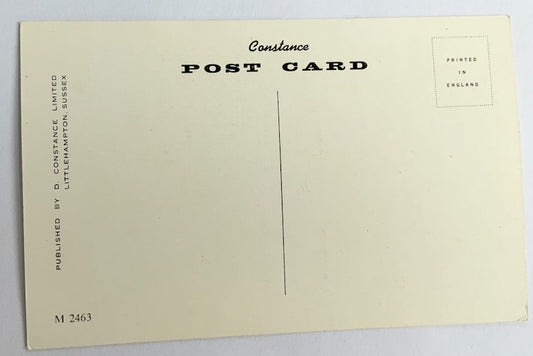 Constance
POST CARD
PRINTED
IN
ENGLAND
PUBLISHED BY D. CONSTANCE LIMITED
LITTLEHAMPTON, SUSSEX
M 2463